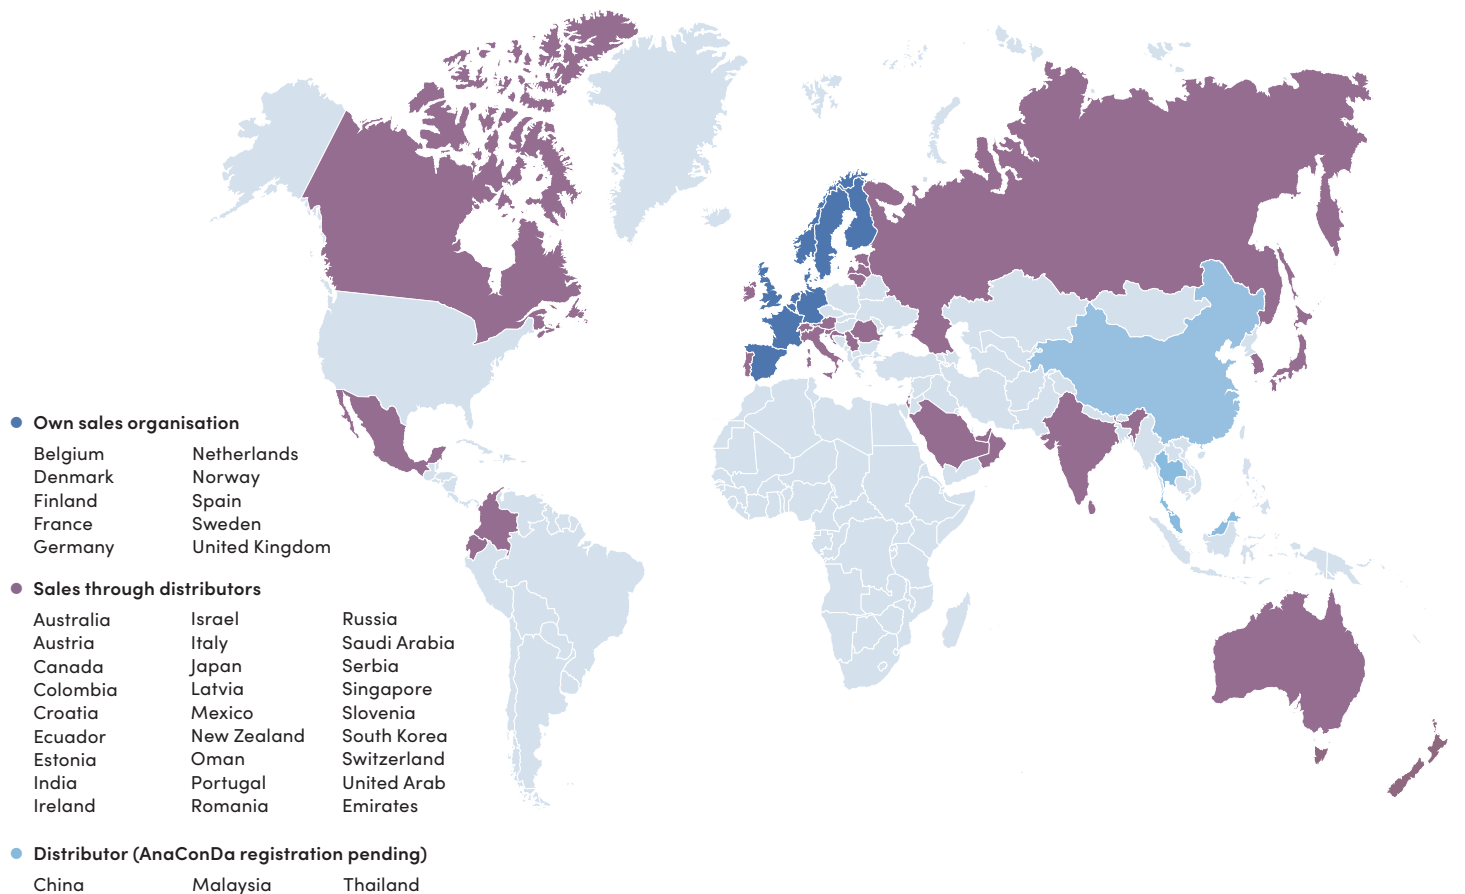 Own sales organisation
Belgium Netherlands
Denmark Norway
Finland Spain
France Sweden
Germany United Kingdom
Sales through distributors
Australia Israel Russia
Austria Italy Saudi Arabia
Canada Japan Serbia
Colombia Latvia Singapore
Croatia Mexico Slovenia
Ecuador New Zealand South Korea
Estonia Oman Switzerland
India Portugal United Arab
Ireland Romania Emirates
Distributor (AnaConDa registration pending)
China Malaysia Thailand